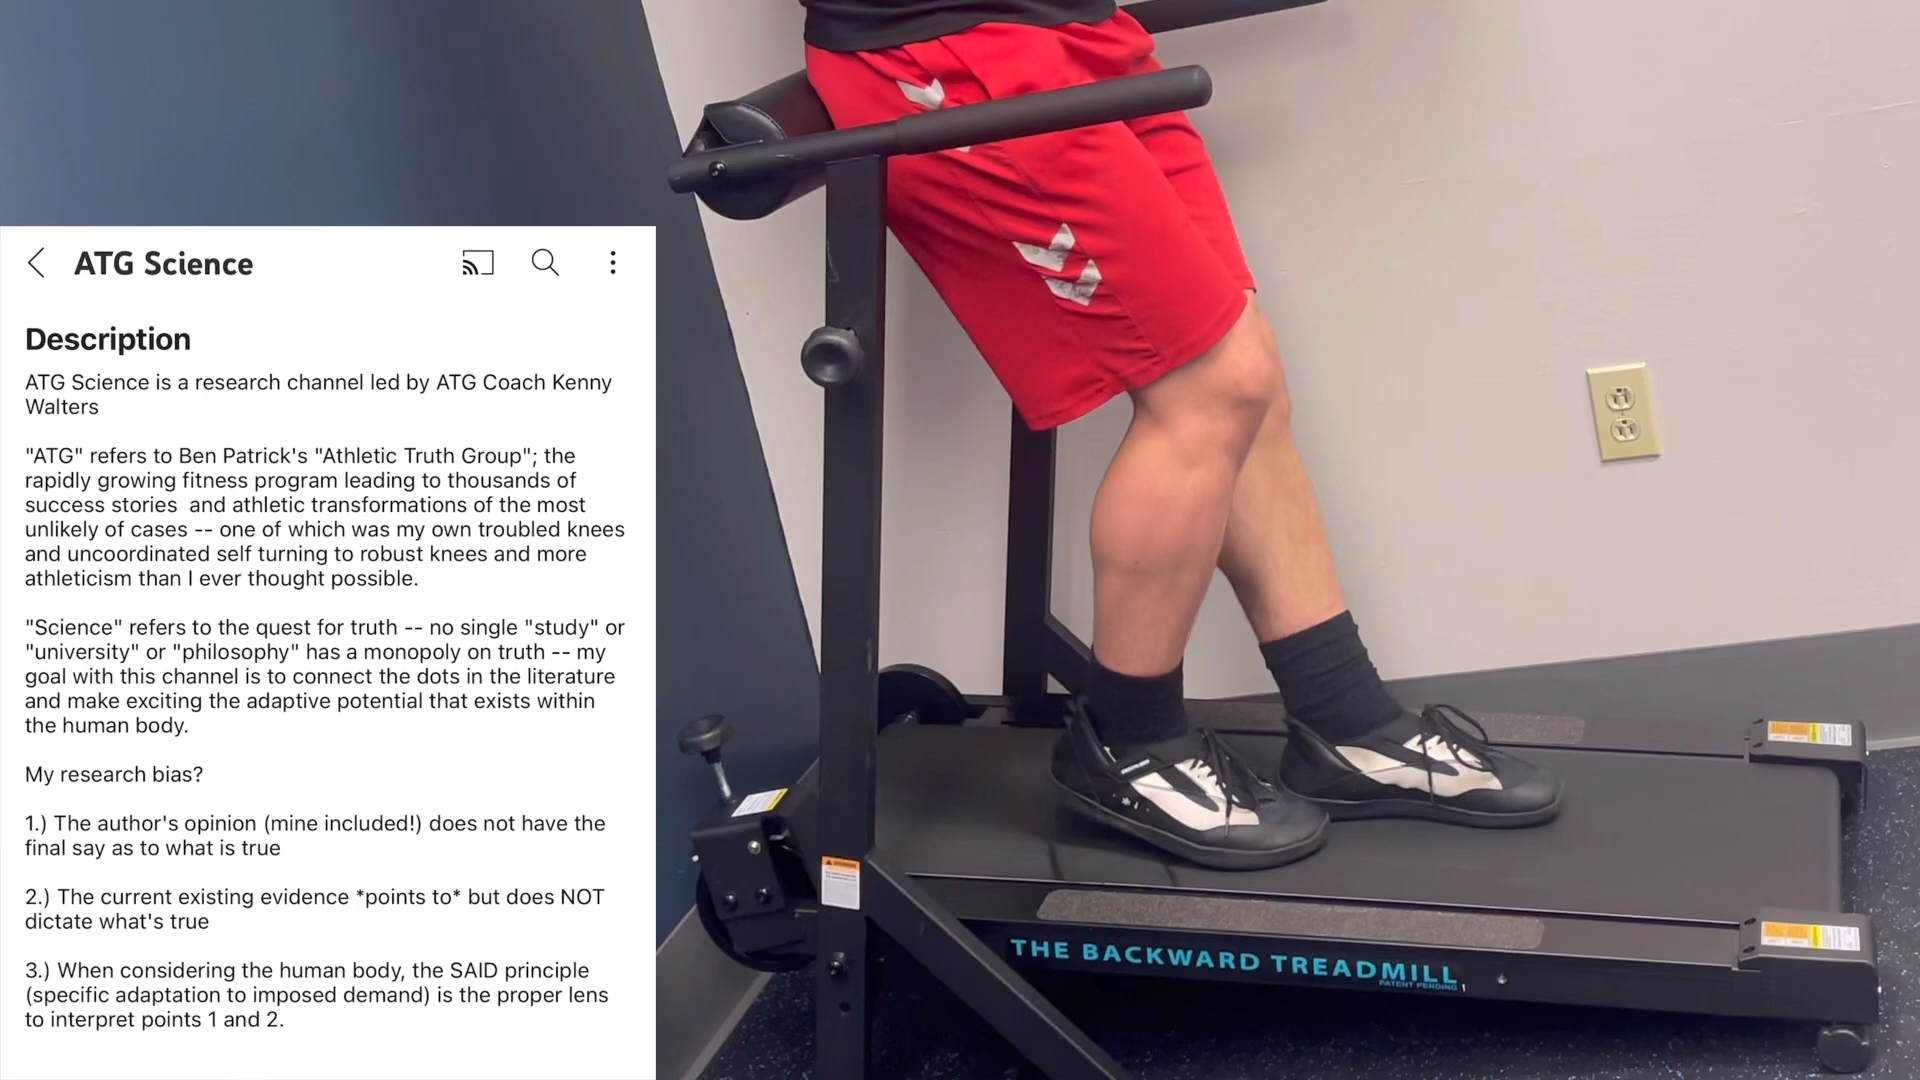 ATG Science
Description
ATG Science is a research channel led by ATG Coach Kenny
Walters
"ATG" refers to Ben Patrick's "Athletic Truth Group"; the
rapidly growing fitness program leading to thousands of
success stories  and athletic transformations of the most
unlikely of cases -- one of which was my own troubled knees
and uncoordinated self turning to robust knees and more
athleticism than I ever thought possible.
"Science" refers to the quest for truth -- no single "study" or
"university" or "philosophy" has a monopoly on truth -- my
goal with this channel is to connect the dots in the literature
and make exciting the adaptive potential that exists within
the human body.
My research bias?
1.) The author's opinion (mine included!) does not have the
final say as to what is true
2.) The current existing evidence *points to* but does NOT
dictate what's true
3.) When considering the human body, the SAID principle
(specific adaptation to imposed demand) is the proper lens
to interpret points 1 and 2.
THE BACKWARD TREADMILL
PATENT PENDING